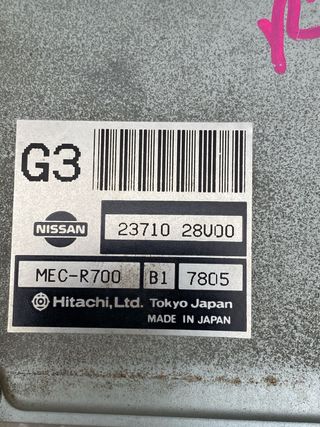 G3
NISSAN 23710 28U00
MEC-R700 B1 7805
Hitachi, Ltd. Tokyo Japan
MADE IN JAPAN